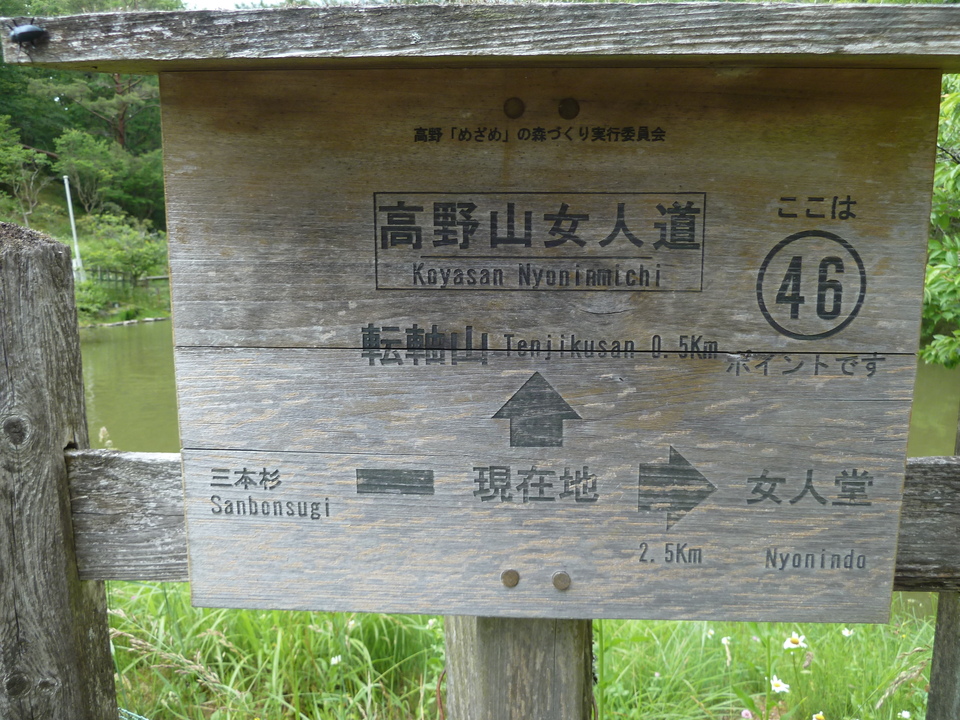 高野「めざめ」の森づくり実行委員会
高野山女人道
Koyasan Nyoninmichi
ここは
46
ポイントです
転軸山 Tenjikusan 0.5Km
三本杉
Sanbonsugi
現在地
女人堂
2.5Km
Nyonindo